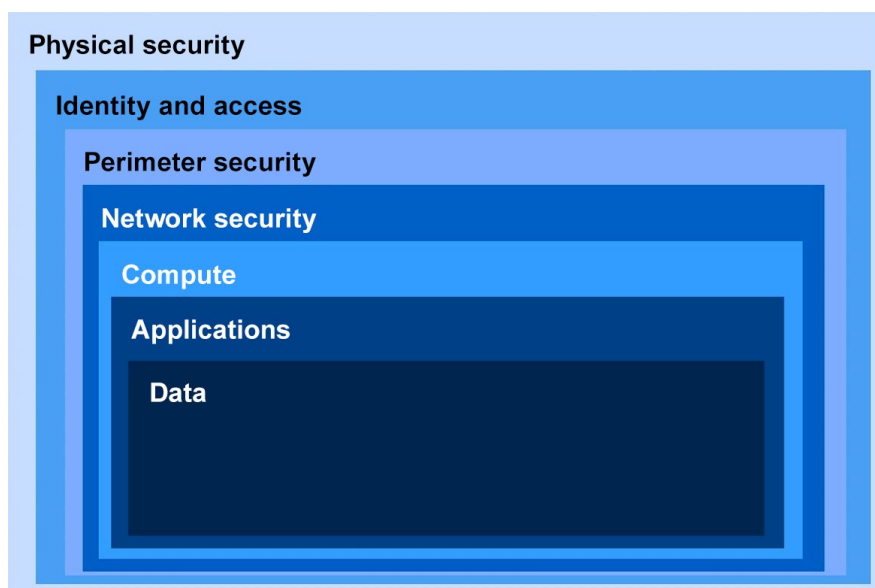 Physical security
Identity and access
Perimeter security
Network security
Compute
Applications
Data